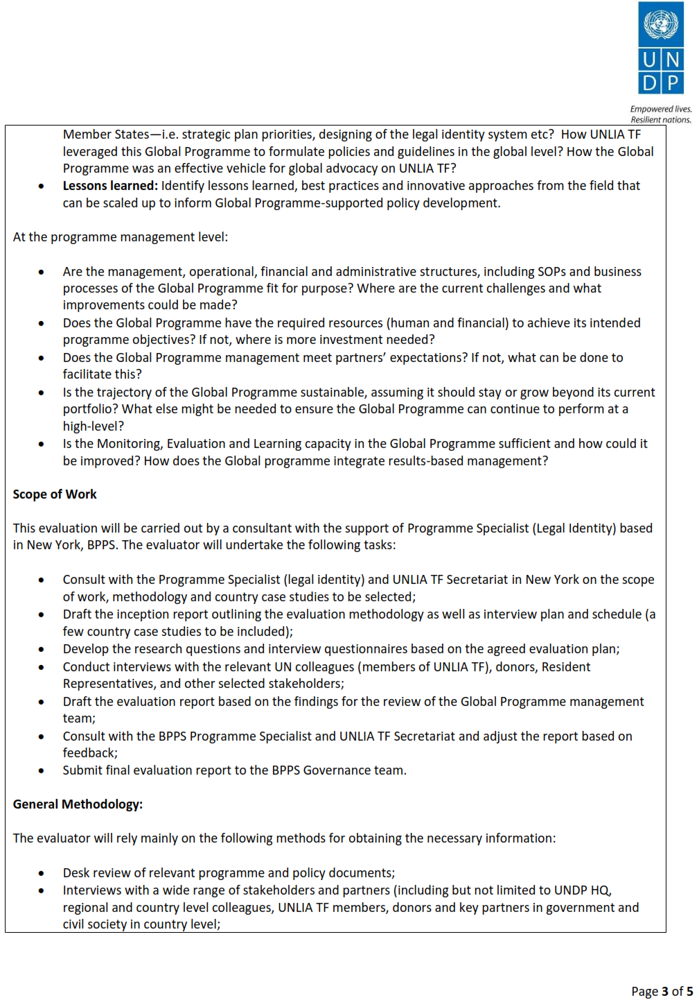 U N
D P
Empowered lives.
Resilient nations.
Member States—i.e. strategic plan priorities, designing of the legal identity system etc?  How UNLIA TF
leveraged this Global Programme to formulate policies and guidelines in the global level? How the Global
Programme was an effective vehicle for global advocacy on UNLIA TF?
• Lessons learned: Identify lessons learned, best practices and innovative approaches from the field that
can be scaled up to inform Global Programme-supported policy development.
At the programme management level:
• Are the management, operational, financial and administrative structures, including SOPs and business
processes of the Global Programme fit for purpose? Where are the current challenges and what
improvements could be made?
• Does the Global Programme have the required resources (human and financial) to achieve its intended
programme objectives? If not, where is more investment needed?
• Does the Global Programme management meet partners’ expectations? If not, what can be done to
facilitate this?
• Is the trajectory of the Global Programme sustainable, assuming it should stay or grow beyond its current
portfolio? What else might be needed to ensure the Global Programme can continue to perform at a
high-level?
• Is the Monitoring, Evaluation and Learning capacity in the Global Programme sufficient and how could it
be improved? How does the Global programme integrate results-based management?
Scope of Work
This evaluation will be carried out by a consultant with the support of Programme Specialist (Legal Identity) based
in New York, BPPS. The evaluator will undertake the following tasks:
• Consult with the Programme Specialist (legal identity) and UNLIA TF Secretariat in New York on the scope
of work, methodology and country case studies to be selected;
• Draft the inception report outlining the evaluation methodology as well as interview plan and schedule (a
few country case studies to be included);
• Develop the research questions and interview questionnaires based on the agreed evaluation plan;
• Conduct interviews with the relevant UN colleagues (members of UNLIA TF), donors, Resident
Representatives, and other selected stakeholders;
• Draft the evaluation report based on the findings for the review of the Global Programme management
team;
• Consult with the BPPS Programme Specialist and UNLIA TF Secretariat and adjust the report based on
feedback;
• Submit final evaluation report to the BPPS Governance team.
General Methodology:
The evaluator will rely mainly on the following methods for obtaining the necessary information:
• Desk review of relevant programme and policy documents;
• Interviews with a wide range of stakeholders and partners (including but not limited to UNDP HQ,
regional and country level colleagues, UNLIA TF members, donors and key partners in government and
civil society in country level;
Page 3 of 5